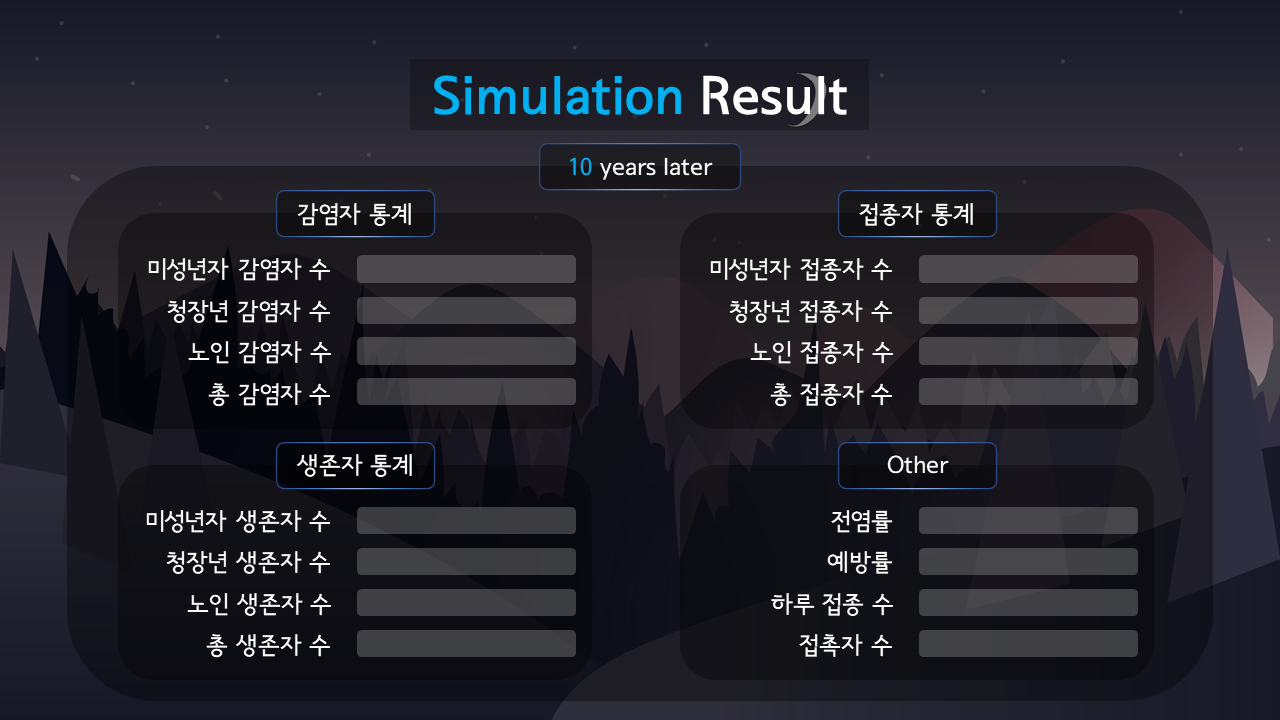 Simulation Result
10 years later
감염자 통계
미성년자 감염자 수
청장년 감염자 수
노인 감염자 수
총 감염자 수
접종자 통계
미성년자 접종자 수
청장년 접종자 수
노인 접종자 수
총 접종자 수
생존자 통계
미성년자 생존자 수
청장년 생존자 수
노인 생존자 수
총 생존자 수
Other
전염률
예방률
하루 접종 수
접촉자 수